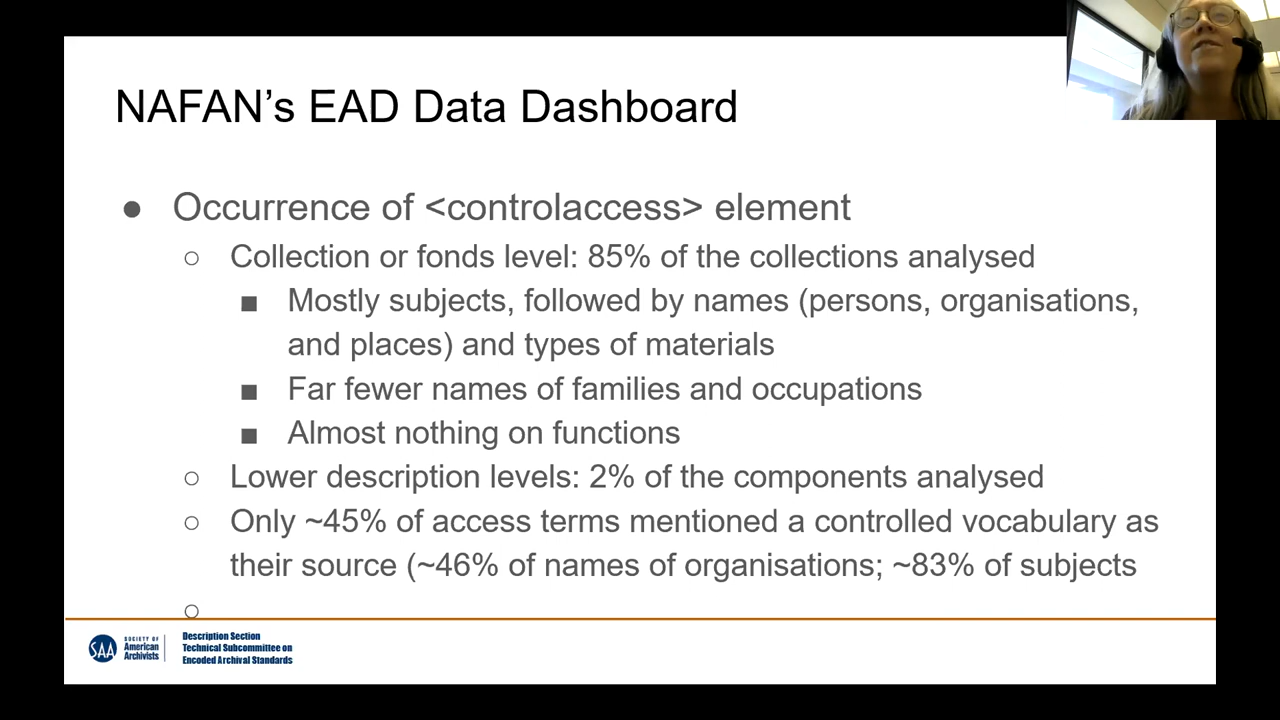 NAFAN’s EAD Data Dashboard
● Occurrence of <controlaccess> element
○ Collection or fonds level: 85% of the collections analysed
■ Mostly subjects, followed by names (persons, organisations,
and places) and types of materials
■ Far fewer names of families and occupations
■ Almost nothing on functions
○ Lower description levels: 2% of the components analysed
○ Only ~45% of access terms mentioned a controlled vocabulary as
their source (~46% of names of organisations; ~83% of subjects
○
SAA
SOCIETY OF
American
Archivists
Description Section
Technical Subcommittee on
Encoded Archival Standards